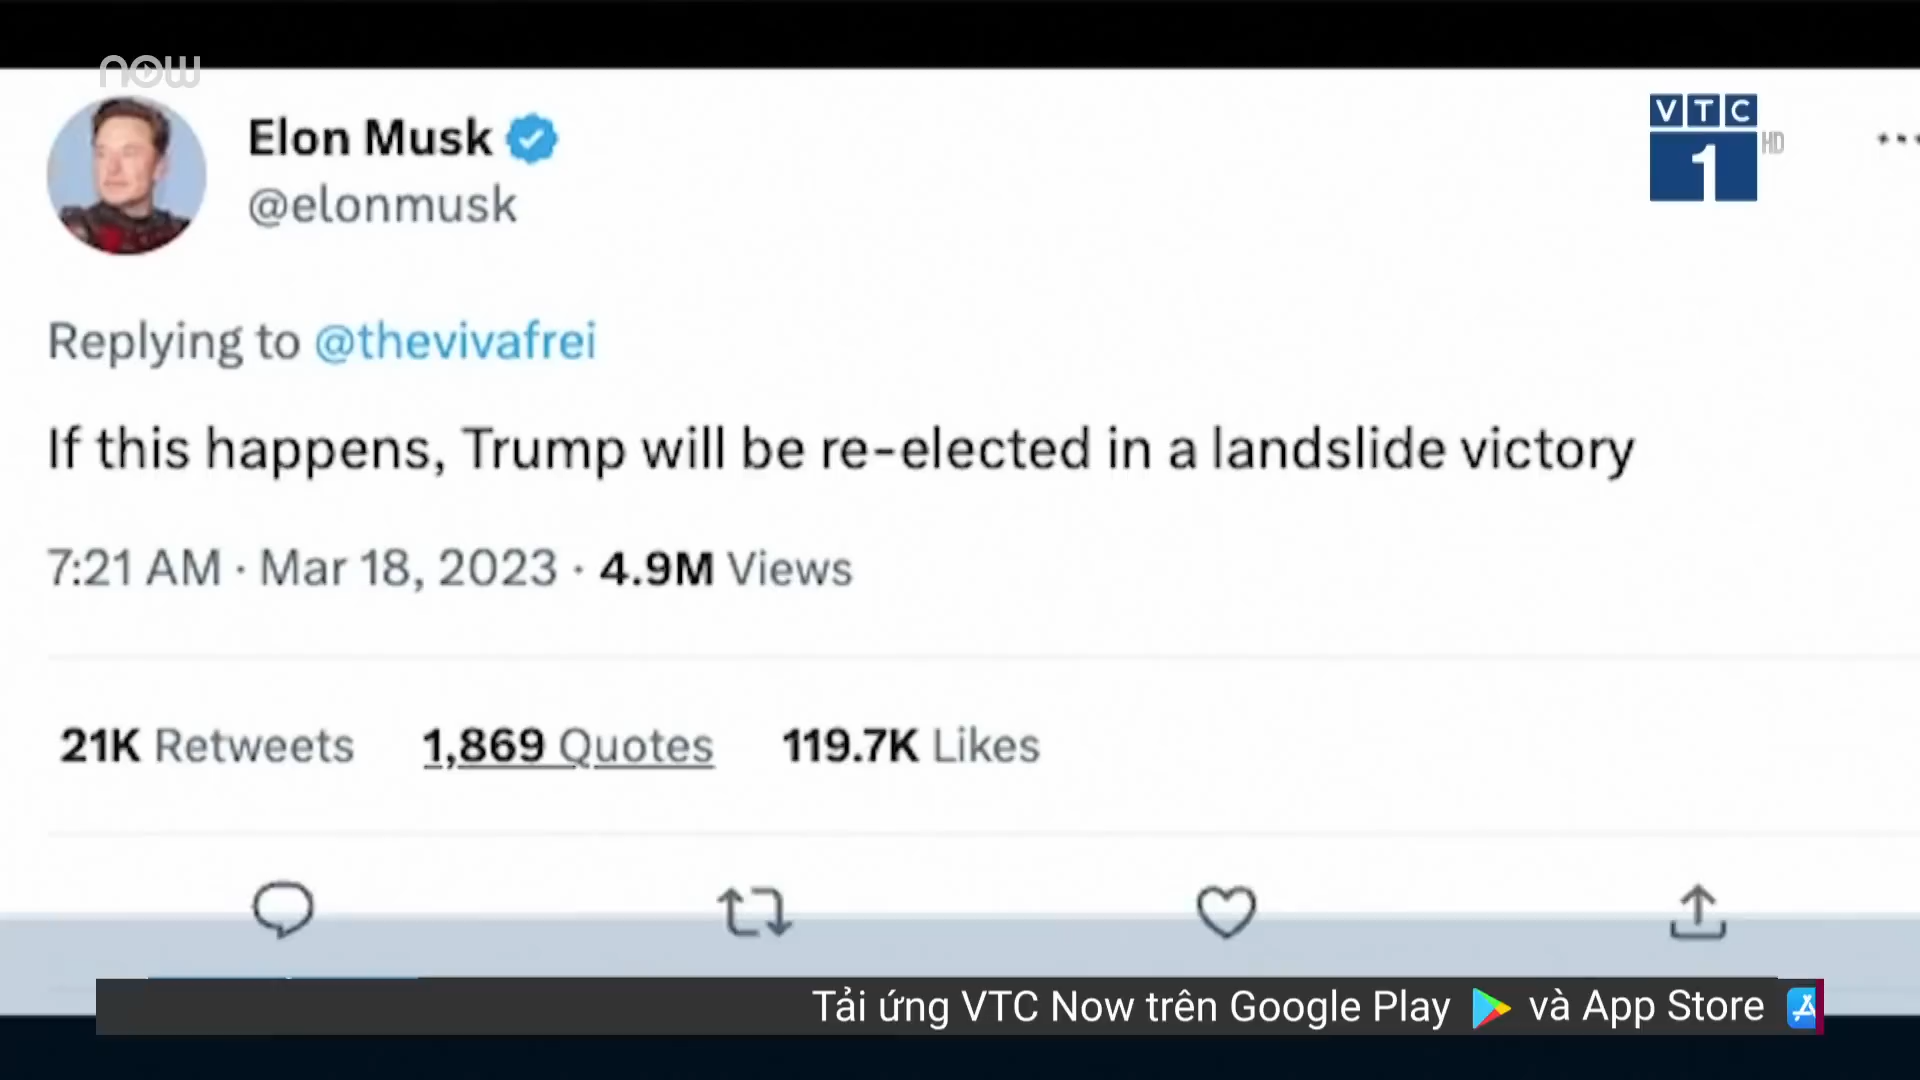 now
Elon Musk
@elonmusk
VTC
1
HD
Replying to @thevivafrei
If this happens, Trump will be re-elected in a landslide victory
7:21 AM · Mar 18, 2023 · 4.9M Views
21K Retweets 1,869 Quotes 119.7K Likes
Tải ứng VTC Now trên Google Play và App Store